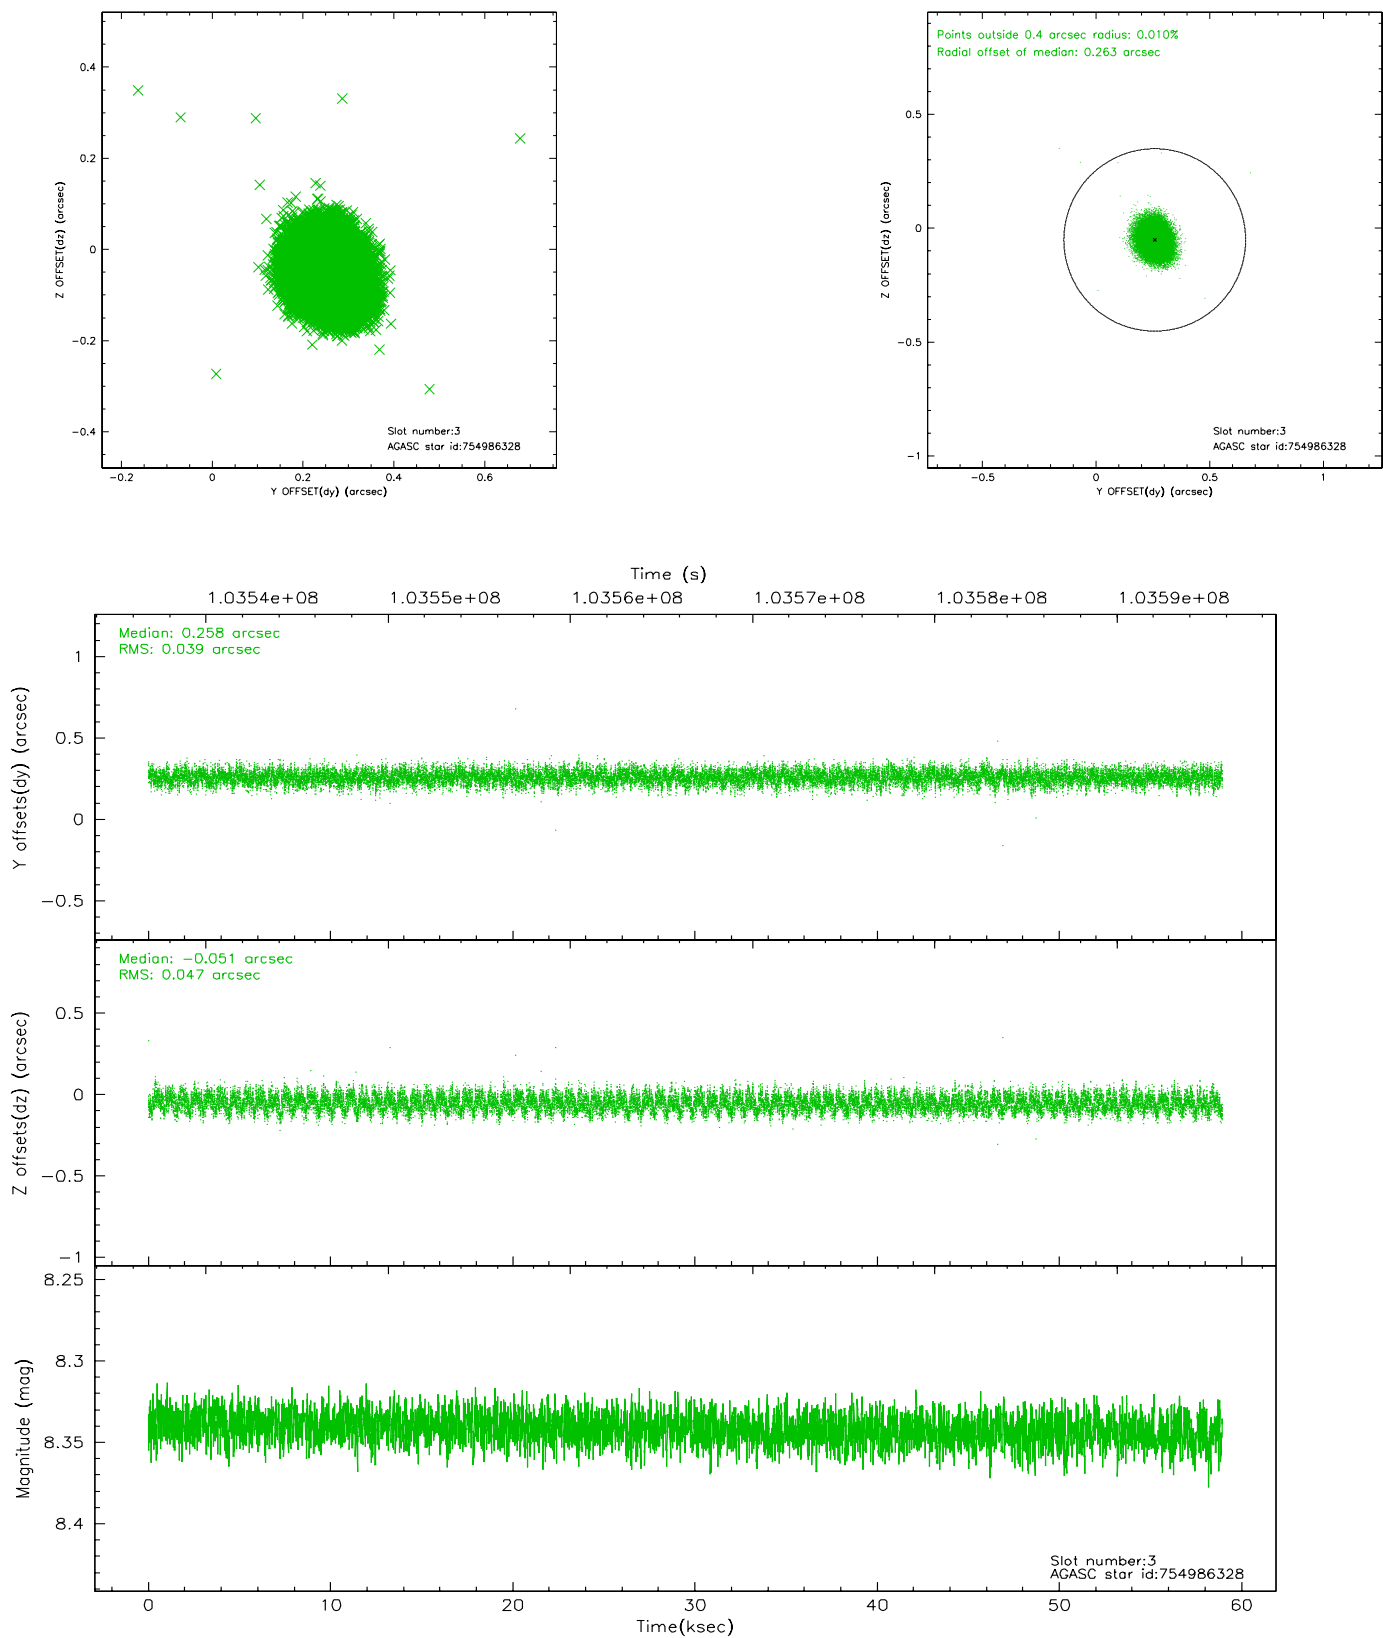 0.4
0.2
0
−0.2
−0.4
Z OFFSET(dz) (arcsec)
Slot number:3
AGASC star id:754986328
−0.2 0 0.2 0.4 0.6
Y OFFSET(dy) (arcsec)
Points outside 0.4 arcsec radius: 0.010%
Radial offset of median: 0.263 arcsec
0.5
0
−0.5
−1
Z OFFSET(dz) (arcsec)
Slot number:3
AGASC star id:754986328
−0.5 0 0.5 1
Y OFFSET(dy) (arcsec)
Time (s)
1.0354e+08 1.0355e+08 1.0356e+08 1.0357e+08 1.0358e+08 1.0359e+08
Median: 0.258 arcsec
RMS: 0.039 arcsec
1
0.5
0
−0.5
Y offsets(dy) (arcsec)
Median: −0.051 arcsec
RMS: 0.047 arcsec
0.5
0
−0.5
−1
Z offsets(dz) (arcsec)
8.25
8.3
8.35
8.4
Magnitude (mag)
Slot number:3
AGASC star id:754986328
0 10 20 30 40 50 60
Time(ksec)